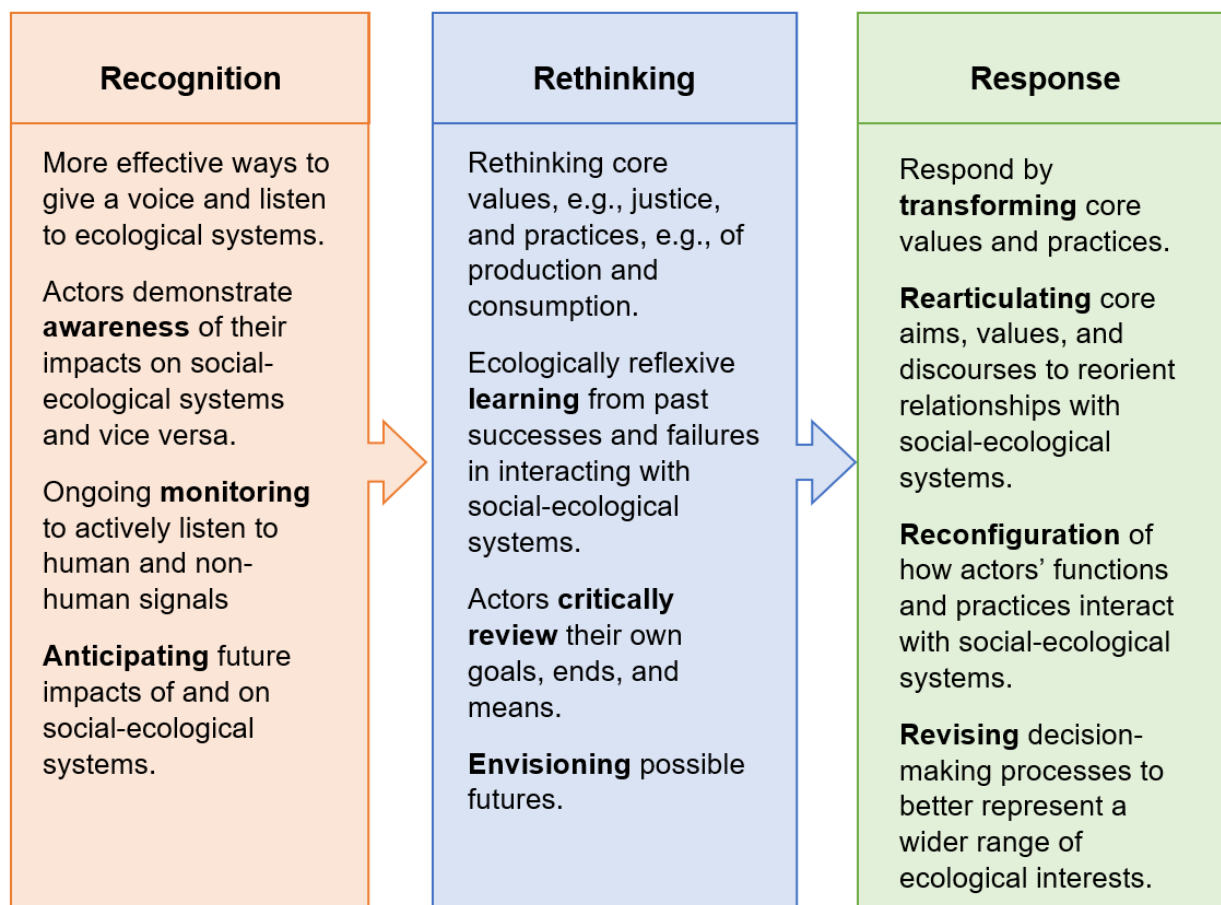 Recognition
More effective ways to
give a voice and listen
to ecological systems.
Actors demonstrate
awareness of their
impacts on social-
ecological systems
and vice versa.
Ongoing monitoring
to actively listen to
human and non-
human signals
Anticipating future
impacts of and on
social-ecological
systems.
Rethinking
Rethinking core
values, e.g., justice,
and practices, e.g., of
production and
consumption.
Ecologically reflexive
learning from past
successes and failures
in interacting with
social-ecological
systems.
Actors critically
review their own
goals, ends, and
means.
Envisioning possible
futures.
Response
Respond by
transforming core
values and practices.
Rearticulating core
aims, values, and
discourses to reorient
relationships with
social-ecological
systems.
Reconfiguration of
how actors’ functions
and practices interact
with social-ecological
systems.
Revising decision-
making processes to
better represent a
wider range of
ecological interests.